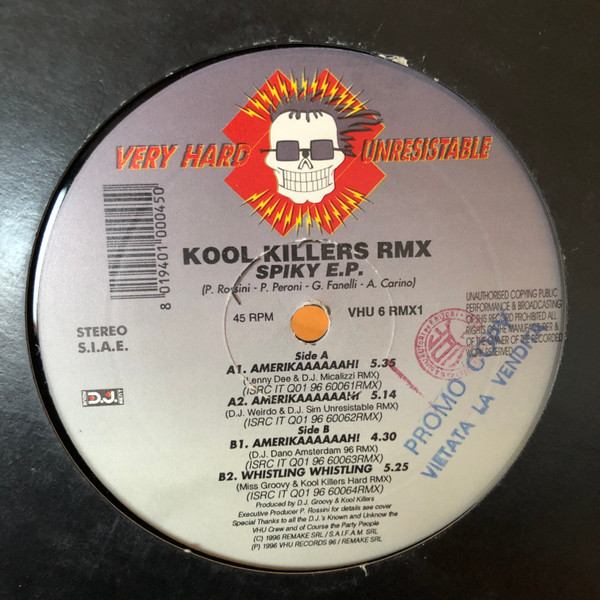 VERY HARD UNRESISTABLE
8 019401 000450
KOOL KILLERS RMX
SPIKY E.P.
(P. Rossini - P. Peroni - G. Fanelli - A. Carino)
45 RPM
VHU 6 RMX1
STEREO
S.I.A.E.
UNAUTHORISED COPYING PUBLIC
PERFORMANCE & BROADCASTING
OF THIS RECORD PROHIBITED ALL
RIGHTS OF THE MANUFACTURER &
OF THE OWNER OF THE RECORDED
WORK RESERVED
PROMO COPY
VIETATA LA VENDITA
D.J.
Side A
A1. AMERIKAAAAAAH! 5.35
(Lenny Dee & D.J. Micalizzi RMX)
(ISRC IT Q01 96 60061RMX)
A2. AMERIKAAAAAAH! 5.14
(D.J. Weirdo & D.J. Sim Unresistable RMX)
(ISRC IT Q01 96 60062RMX)
Side B
B1. AMERIKAAAAAAH! 4.30
(D.J. Dano Amsterdam 96 RMX)
(ISRC IT Q01 96 60063RMX)
B2. WHISTLING WHISTLING 5.25
(Miss Groovy & Kool Killers Hard RMX)
(ISRC IT Q01 96 60064RMX)
Produced by D.J. Groovy & Kool Killers
Executive Producer P. Rossini for details see cover
Special Thanks to all the D.J.'s Known and Unknow the
VHU Crew and of Course the Party People
(C) 1996 REMAKE SRL / S.A.I.F.A.M. SRL
(P) 1996 VHU RECORDS 96 / REMAKE SRL